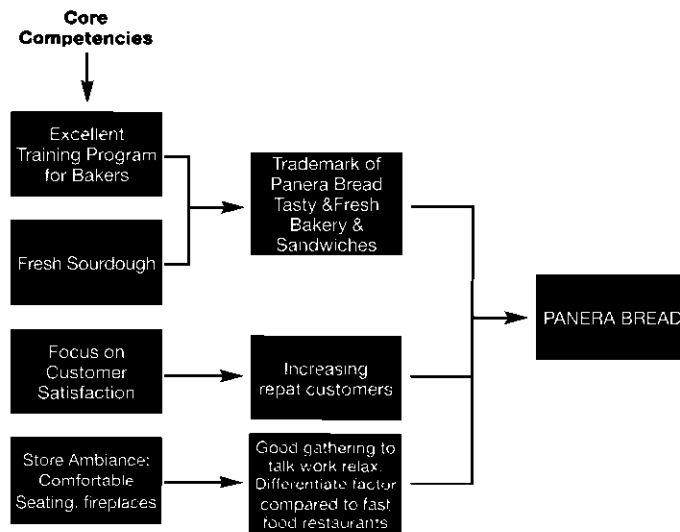 Core
Competencies
Excellent
Training Program
for Bakers
Fresh Sourdough
Focus on
Customer
Satisfaction
Store Ambiance:
Comfortable
Seating, fireplaces
Trademark of
Panera Bread
Tasty &Fresh
Bakery &
Sandwiches
Increasing
repat customers
Good gathering to
talk work relax.
Differentiate factor
compared to fast
food restaurants
PANERA BREAD